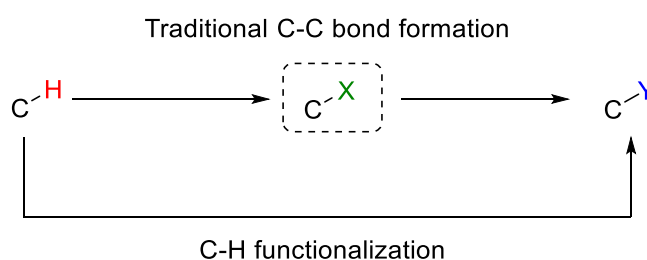 Traditional C-C bond formation
C-H C-X C-Y
C-H functionalization